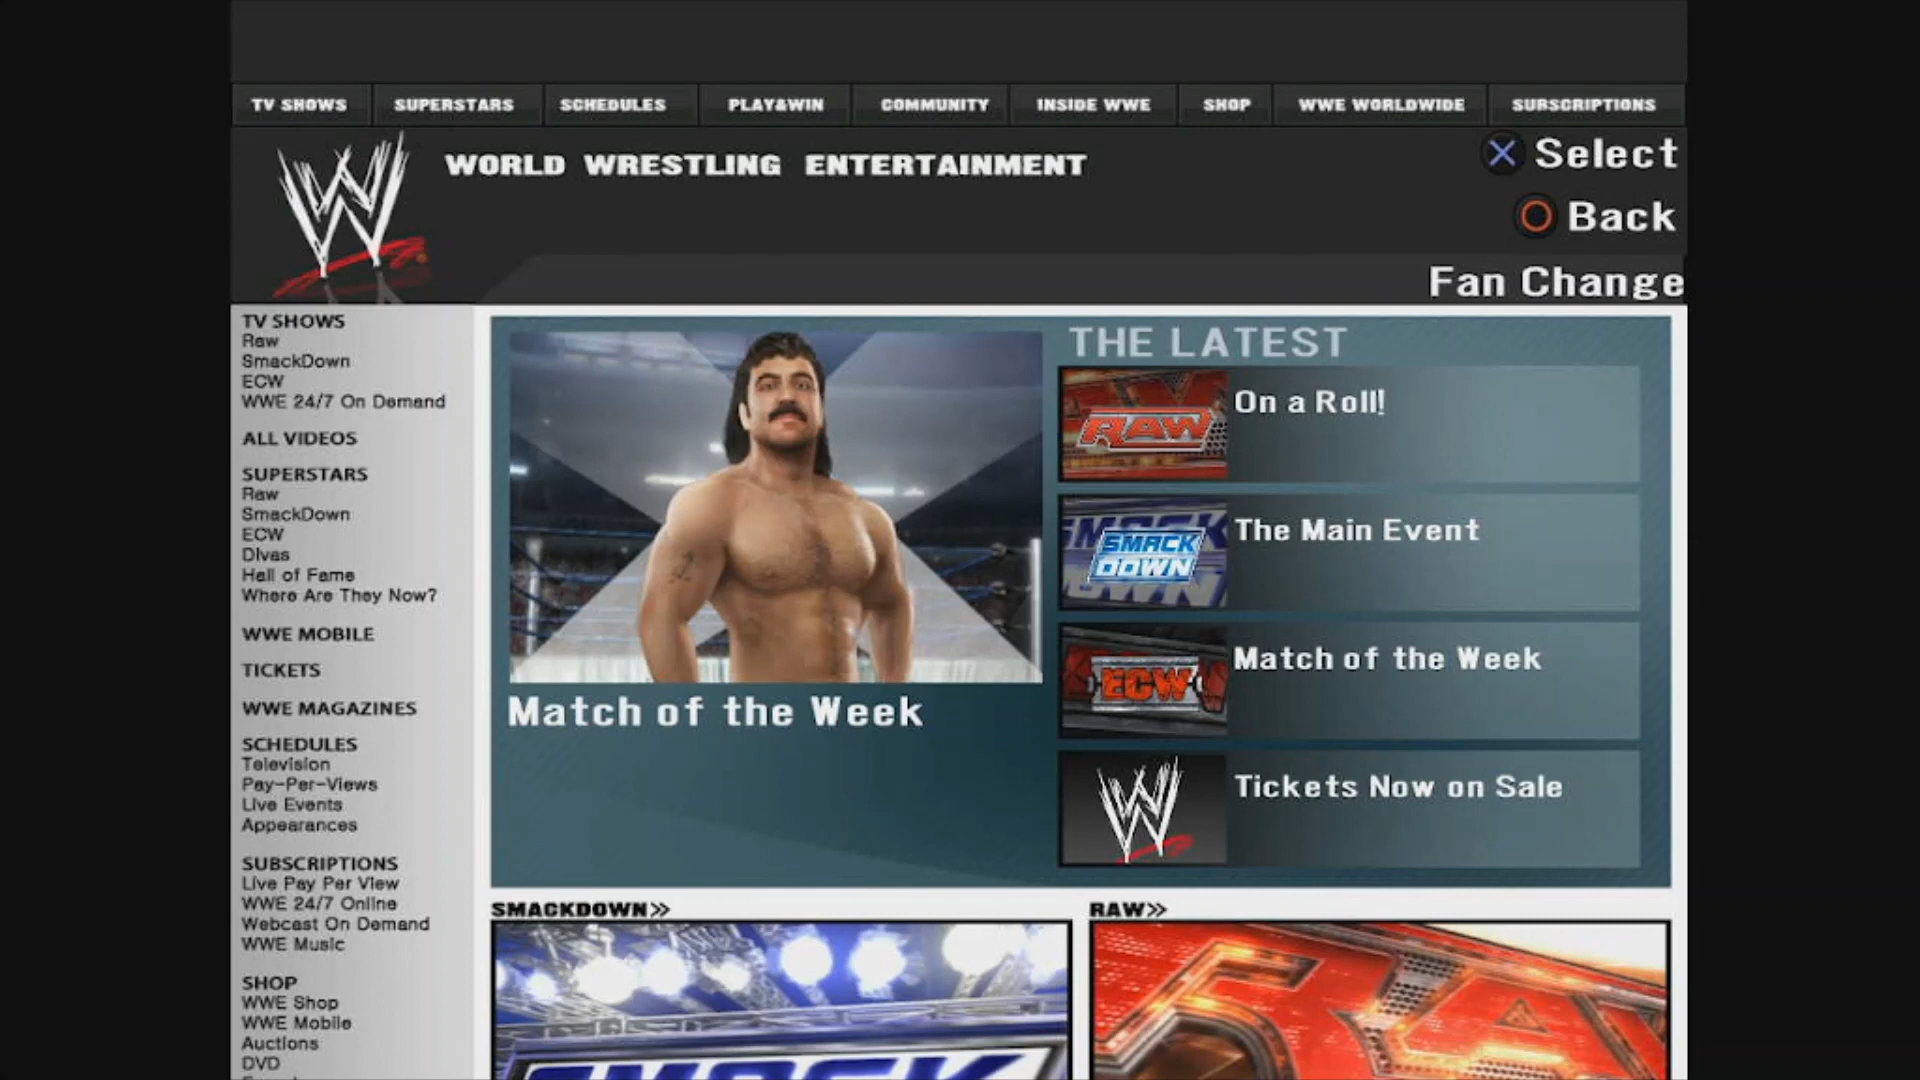 TV SHOWS
SUPERSTARS
SCHEDULES
PLAY&WIN
COMMUNITY
INSIDE WWE
SHOP
WWE WORLDWIDE
SUBSCRIPTIONS
WORLD WRESTLING ENTERTAINMENT
Select
Back
Fan Change
TV SHOWS
Raw
SmackDown
ECW
WWE 24/7 On Demand
ALL VIDEOS
SUPERSTARS
Raw
SmackDown
ECW
Divas
Hall of Fame
Where Are They Now?
WWE MOBILE
TICKETS
WWE MAGAZINES
SCHEDULES
Television
Pay-Per-Views
Live Events
Appearances
SUBSCRIPTIONS
Live Pay Per View
WWE 24/7 Online
Webcast On Demand
WWE Music
SHOP
WWE Shop
WWE Mobile
Auctions
DVD
Match of the Week
THE LATEST
RAW
On a Roll!
SMACK
DOWN
The Main Event
ECW
Match of the Week
W
Tickets Now on Sale
SMACKDOWN>>
SMACK
RAW>>
RAW